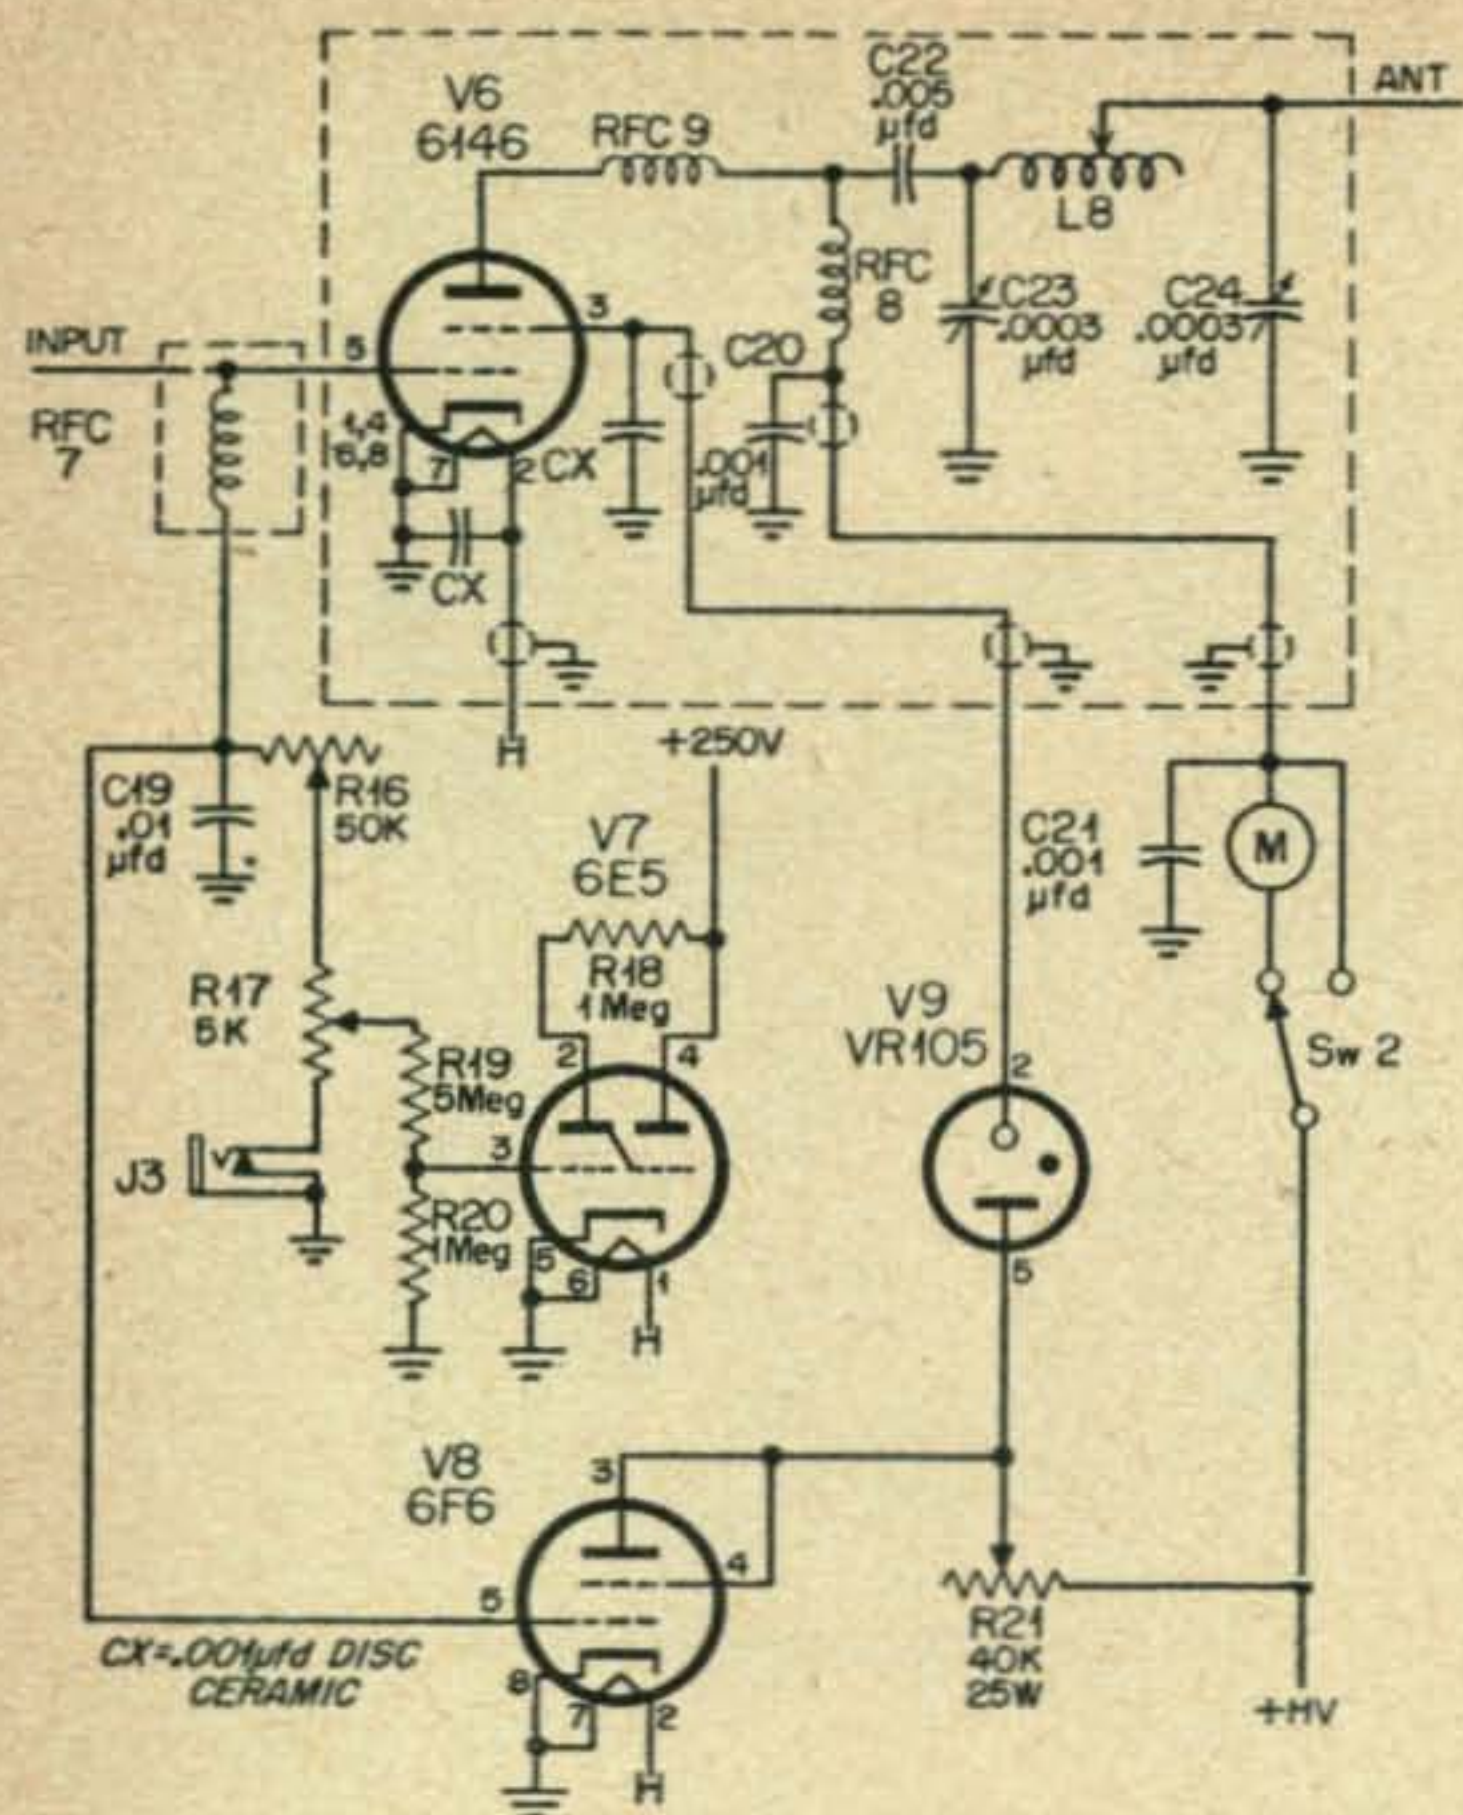 C22
.005
µfd
ANT
V6
6146
RFC 9
L8
RFC
8
C23
.0003
µfd
C24
.00037
µfd
INPUT
5
3
C20
RFC
7
1,4
6,8
7
2
CX
.001
µfd
CX
H
+250V
C19
.01
µfd
R16
50K
V7
6E5
C21
.001
µfd
M
R18
1 Meg
R17
5K
V9
VR105
2
4
2
Sw 2
R19
5Meg
3
J3
R20
1Meg
5
6
1
5
H
V8
6F6
3
4
5
R21
40K
25W
CX=.001µfd DISC
CERAMIC
8
7
2
+HV
H